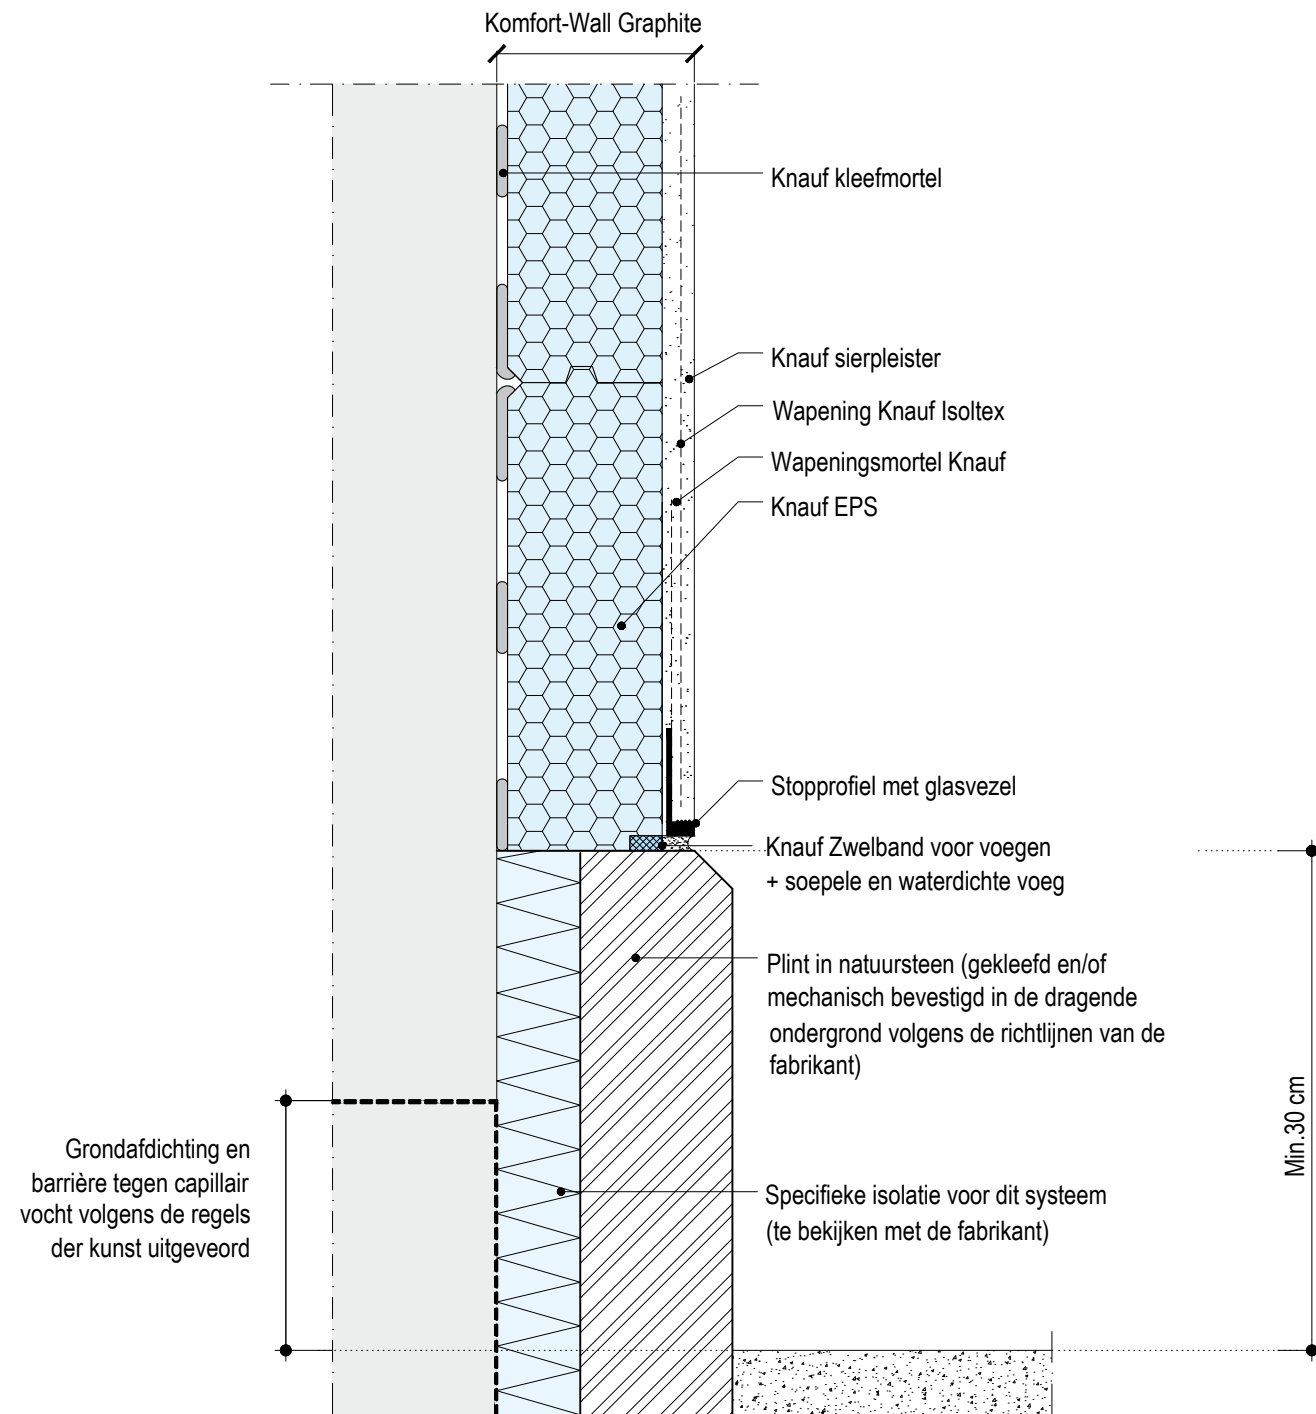 Komfort-Wall Graphite
Knauf kleefmortel
Knauf sierpleister
Wapening Knauf Isoltex
Wapeningsmortel Knauf
Knauf EPS
Stopprofiel met glasvezel
Knauf Zwelband voor voegen
+ soepele en waterdichte voeg
Plint in natuursteen (gekleefd en/of
mechanisch bevestigd in de dragende
ondergrond volgens de richtlijnen van de
fabrikant)
Min.30 cm
Grondafdichting en
barrière tegen capillair
vocht volgens de regels
der kunst uitgeveord
Specifieke isolatie voor dit systeem
(te bekijken met de fabrikant)